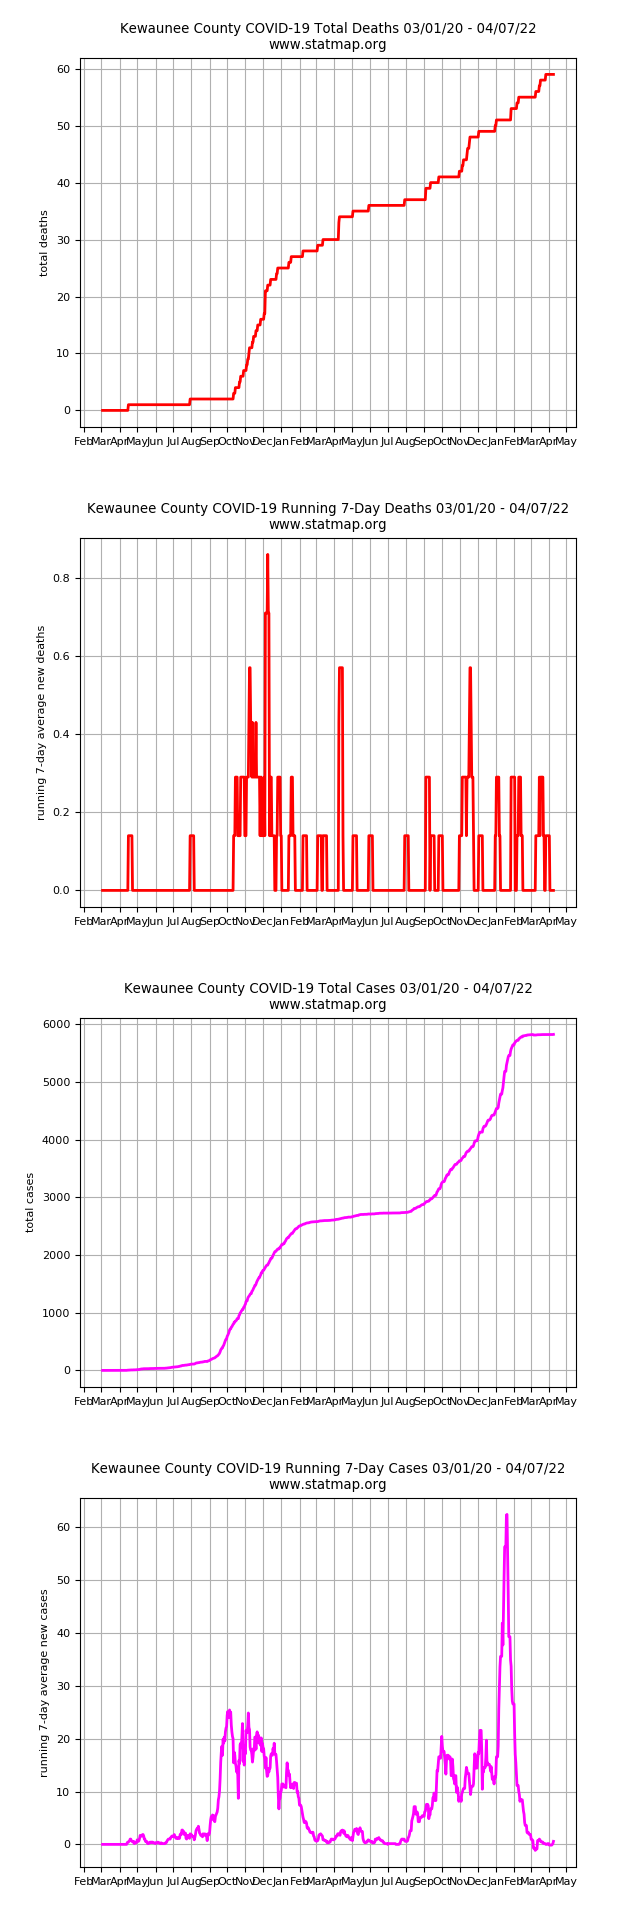 Kewaunee County COVID-19 Total Deaths 03/01/20 - 04/07/22
www.statmap.org
60
50
40
30
20
10
0
total deaths
Feb Mar Apr May Jun Jul Aug Sep Oct Nov Dec Jan Feb Mar Apr May Jun Jul Aug Sep Oct Nov Dec Jan Feb Mar Apr May
Kewaunee County COVID-19 Running 7-Day Deaths 03/01/20 - 04/07/22
www.statmap.org
0.8
0.6
0.4
0.2
0.0
running 7-day average new deaths
Feb Mar Apr May Jun Jul Aug Sep Oct Nov Dec Jan Feb Mar Apr May Jun Jul Aug Sep Oct Nov Dec Jan Feb Mar Apr May
Kewaunee County COVID-19 Total Cases 03/01/20 - 04/07/22
www.statmap.org
6000
5000
4000
3000
2000
1000
0
total cases
Feb Mar Apr May Jun Jul Aug Sep Oct Nov Dec Jan Feb Mar Apr May Jun Jul Aug Sep Oct Nov Dec Jan Feb Mar Apr May
Kewaunee County COVID-19 Running 7-Day Cases 03/01/20 - 04/07/22
www.statmap.org
60
50
40
30
20
10
0
running 7-day average new cases
Feb Mar Apr May Jun Jul Aug Sep Oct Nov Dec Jan Feb Mar Apr May Jun Jul Aug Sep Oct Nov Dec Jan Feb Mar Apr May